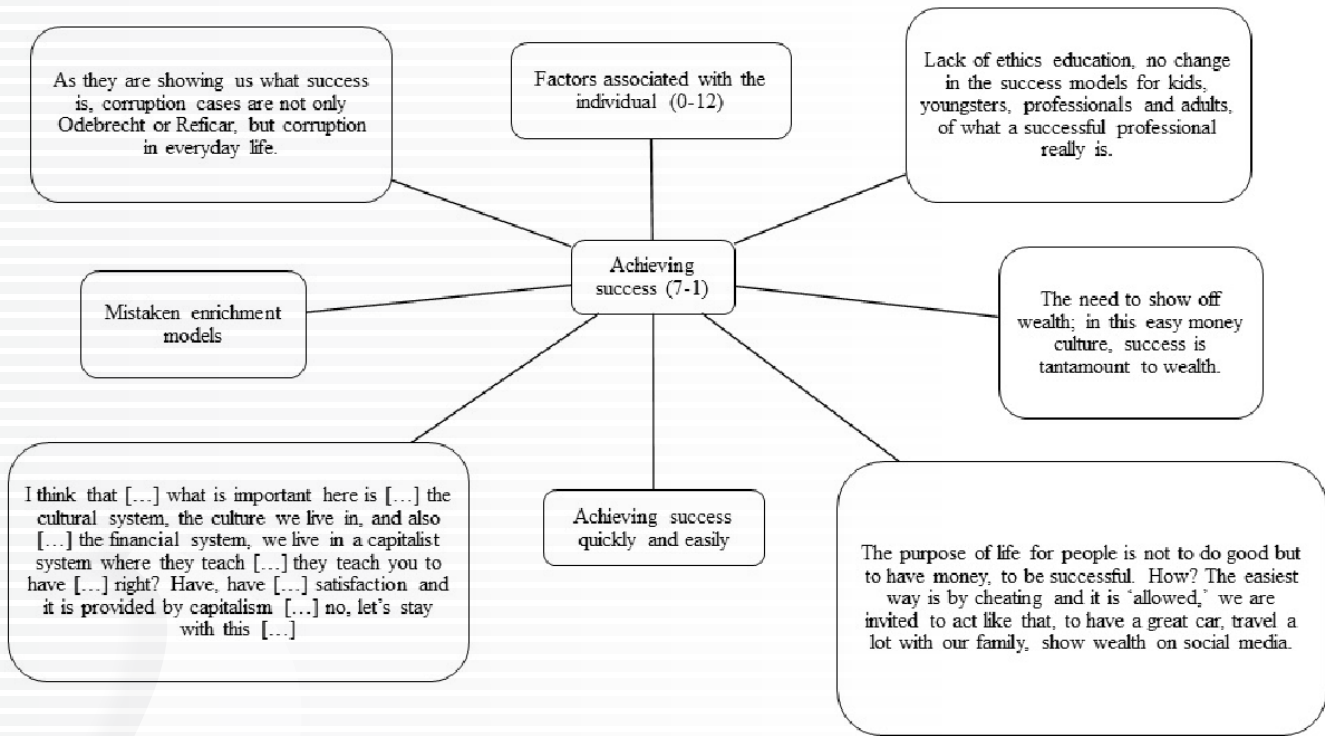 As they are showing us what success
is, corruption cases are not only
Odebrecht or Reficar, but corruption
in everyday life.
Factors associated with the
individual (0-12)
Lack of ethics education, no change
in the success models for kids,
youngsters, professionals and adults,
of what a successful professional
really is.
Achieving
success (7-1)
Mistaken enrichment
models
The need to show off
wealth; in this easy money
culture, success is
tantamount to wealth.
I think that [...] what is important here is [...] the
cultural system, the culture we live in, and also
[...] the financial system, we live in a capitalist
system where they teach [...] they teach you to
have [...] right? Have, have [...] satisfaction and
it is provided by capitalism [...] no, let's stay
with this [...]
Achieving success
quickly and easily
The purpose of life for people is not to do good but
to have money, to be successful. How? The easiest
way is by cheating and it is 'allowed,' we are
invited to act like that, to have a great car, travel a
lot with our family, show wealth on social media.